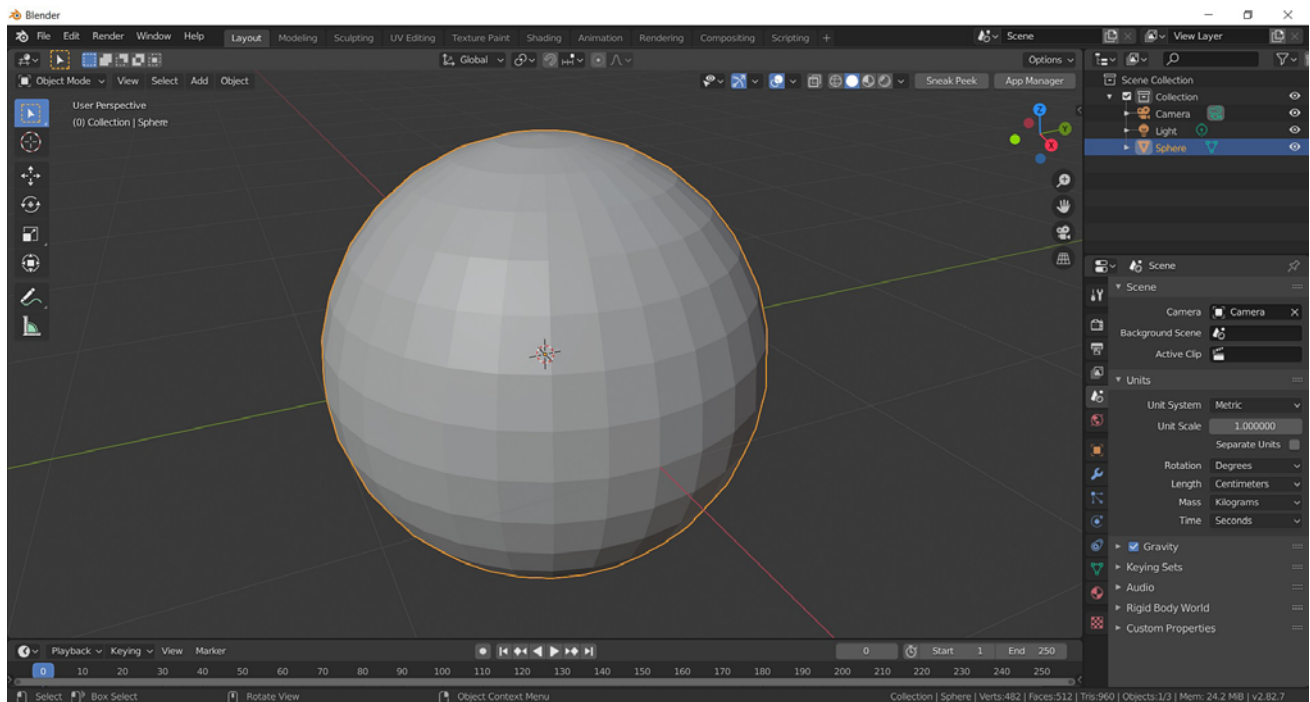 Blender
File Edit Render Window Help Layout Modeling Sculpting UV Editing Texture Paint Shading Animation Rendering Compositing Scripting + Scene View Layer
Global Options
Object Mode View Select Add Object Sneak Peek App Manager
User Perspective
(0) Collection | Sphere
Z
Y
X
Scene Collection
Collection
Camera
Light
Sphere
Scene
Scene
Camera Camera
Background Scene
Active Clip
Units
Unit System Metric
Unit Scale 1.000000
Separate Units
Rotation Degrees
Length Centimeters
Mass Kilograms
Time Seconds
Gravity
Keying Sets
Audio
Rigid Body World
Custom Properties
Playback Keying View Marker 0 Start 1 End 250
0 10 20 30 40 50 60 70 80 90 100 110 120 130 140 150 160 170 180 190 200 210 220 230 240 250
Select Box Select Rotate View Object Context Menu Collection | Sphere | Verts:482 | Faces:512 | Tris:960 | Objects:1/3 | Mem: 24.2 MiB | v2.82.7